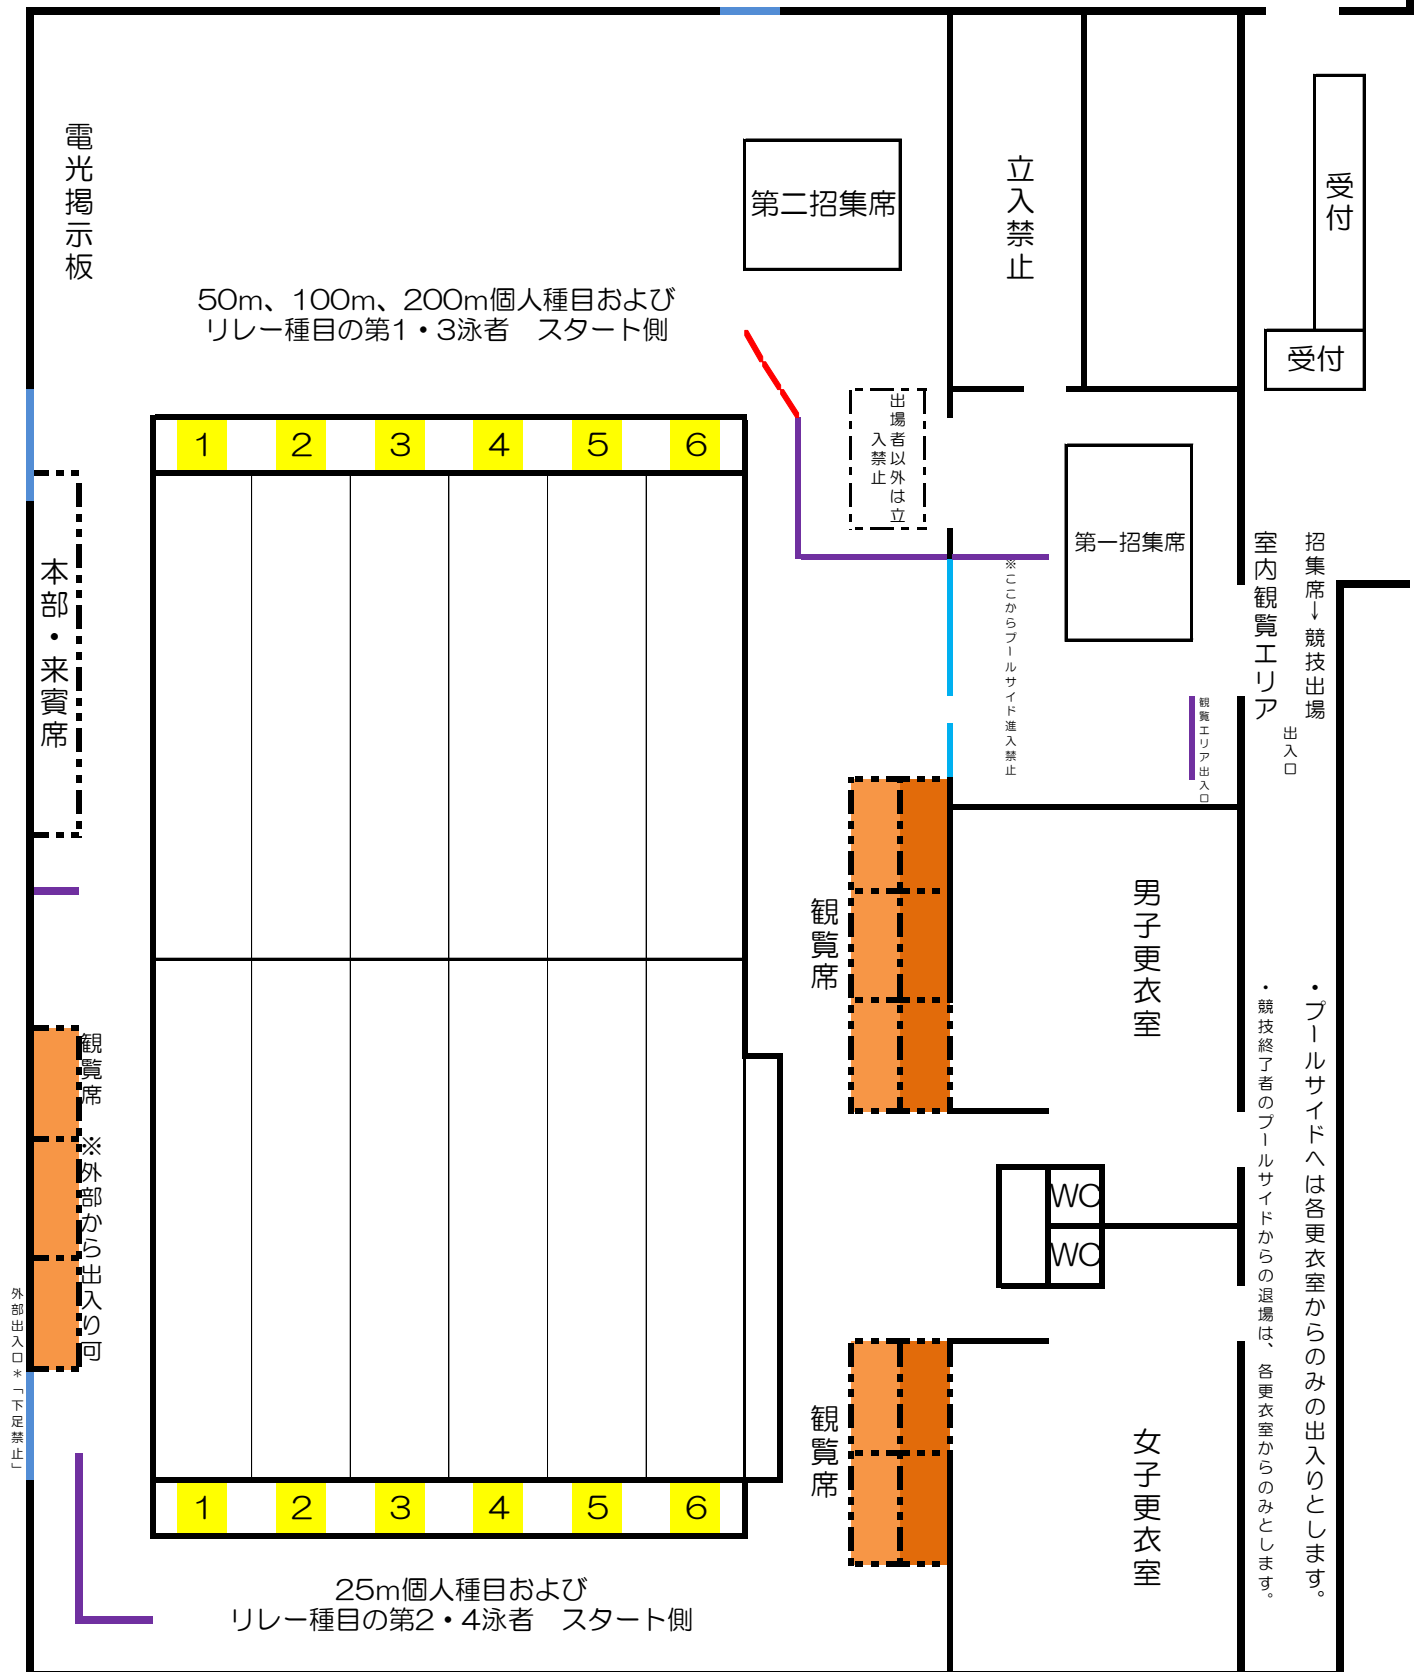 電光掲示板
第二招集席
立入禁止
受付
受付
50m、100m、200m個人種目および
リレー種目の第1・3泳者　スタート側
出場者以外は立
入禁止
1 2 3 4 5 6
第一招集席
本部・来賓席
※ここからプールサイド進入禁止
室内観覧エリア
招集席→競技出場
出入口
観覧エリア出入口
観覧席
男子更衣室
観覧席　※外部から出入り可
・プールサイドへは各更衣室からのみの出入りとします。
・競技終了者のプールサイドからの退場は、各更衣室からのみとします。
WC
WC
外部出入口＊「下足禁止」
観覧席
女子更衣室
1 2 3 4 5 6
25m個人種目および
リレー種目の第2・4泳者　スタート側